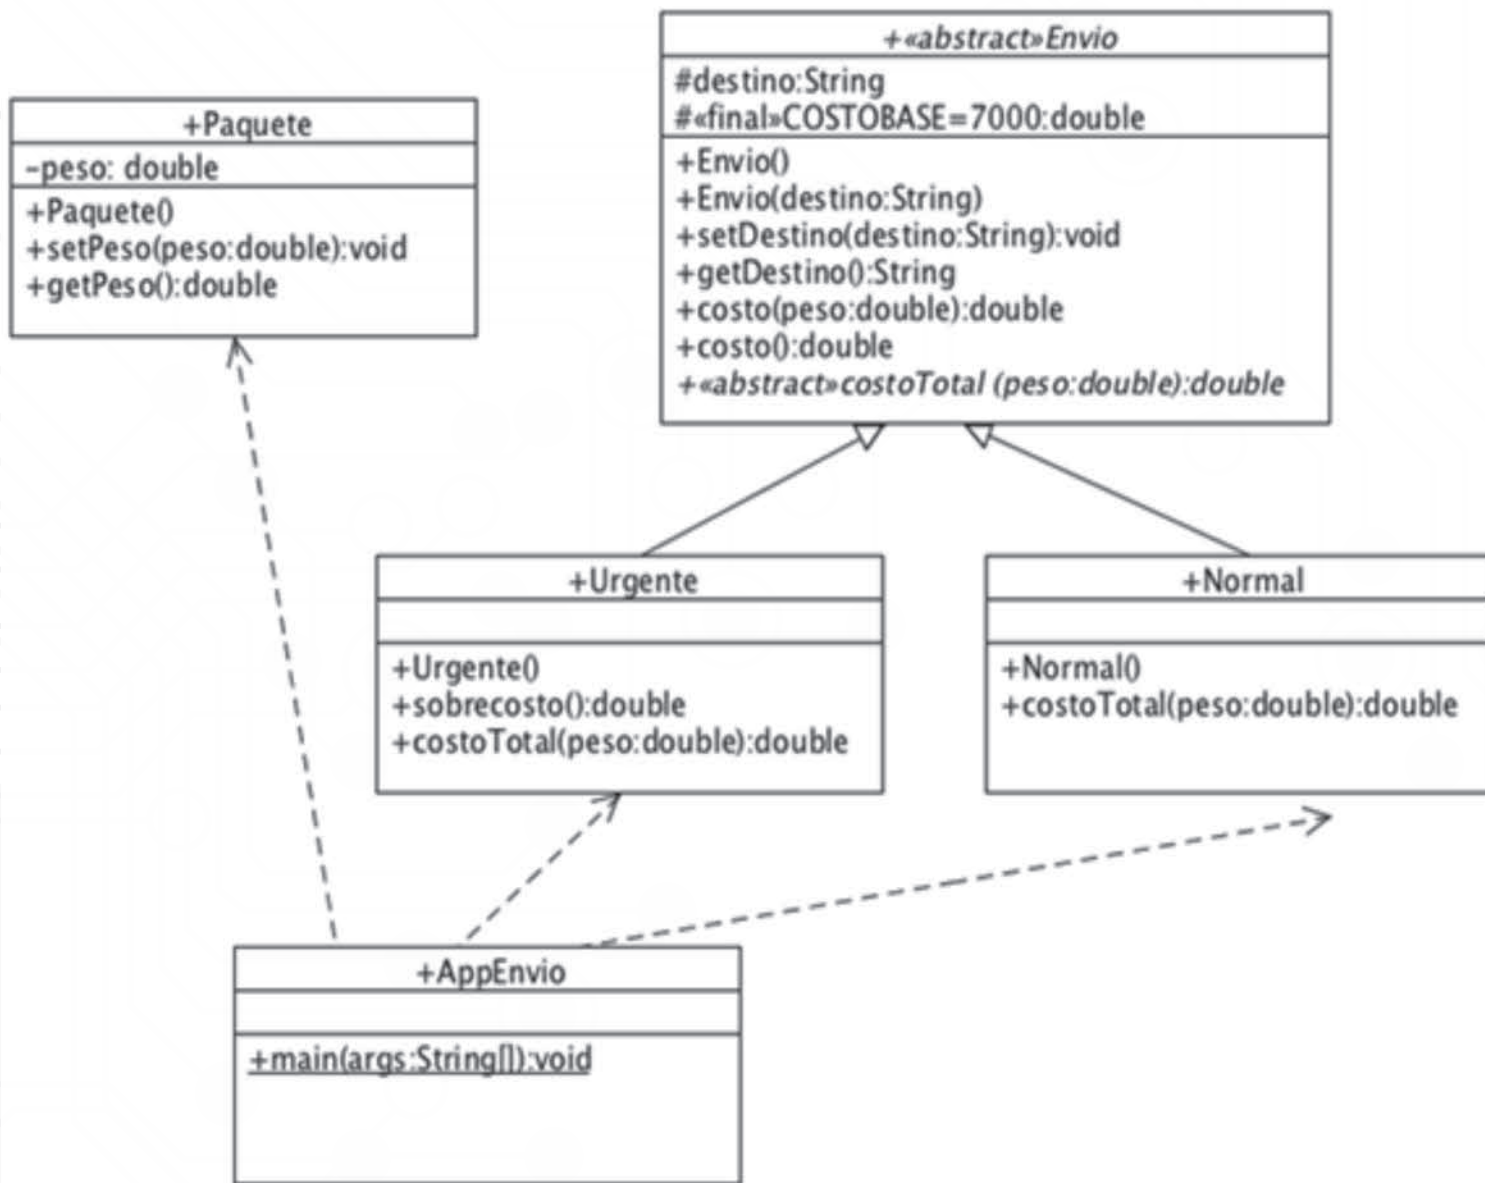 +«abstract»Envio
#destino:String
#«final»COSTOBASE=7000:double
+Envio()
+Envio(destino:String)
+setDestino(destino:String):void
+getDestino():String
+costo(peso:double):double
+costo():double
+«abstract»costoTotal (peso:double):double
+Paquete
-peso: double
+Paquete()
+setPeso(peso:double):void
+getPeso():double
+Urgente
+Urgente()
+sobrecosto():double
+costoTotal(peso:double):double
+Normal
+Normal()
+costoTotal(peso:double):double
+AppEnvio
+main(args:String[]):void